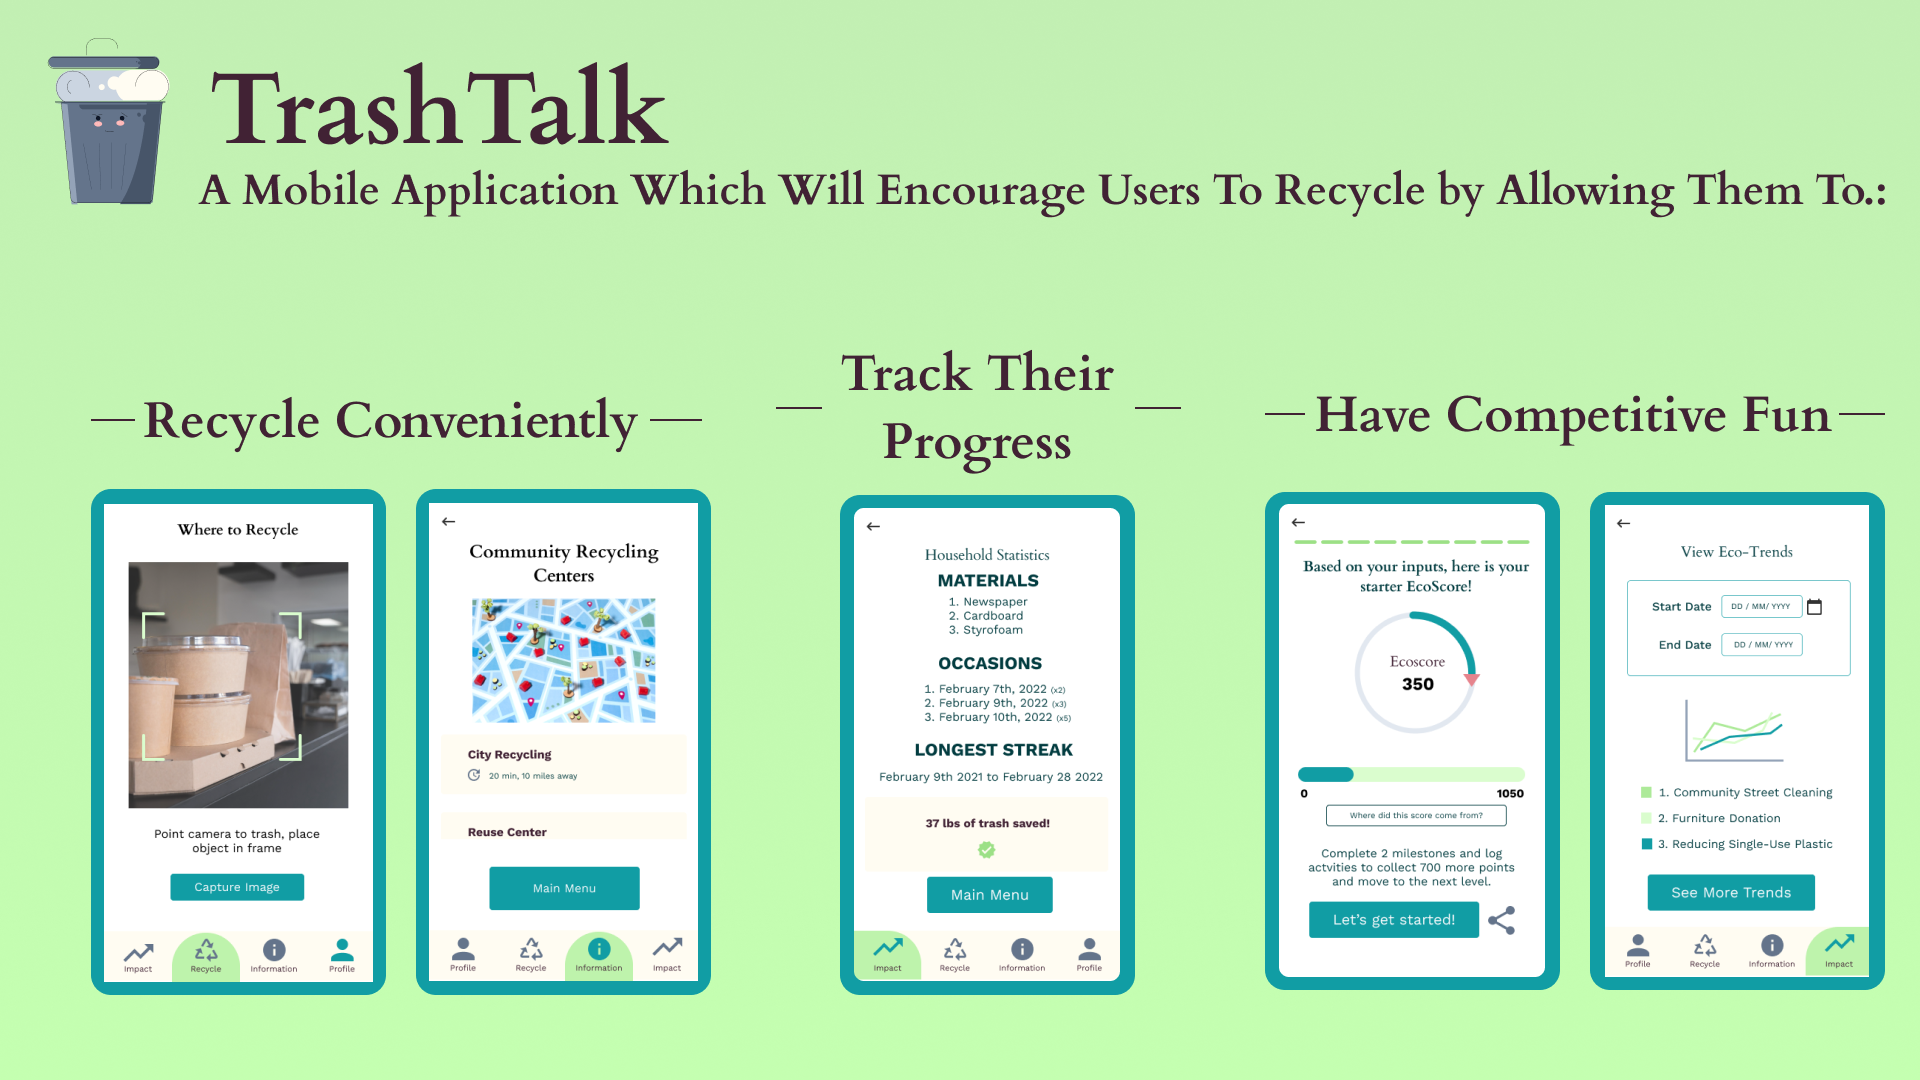 TrashTalk
A Mobile Application Which Will Encourage Users To Recycle by Allowing Them To.:
Recycle Conveniently
Where to Recycle
Point camera to trash, place
object in frame
Capture Image
Impact
Recycle
Information
Profile
←
Community Recycling
Centers
City Recycling
20 min, 10 miles away
Reuse Center
Main Menu
Profile
Recycle
Information
Impact
Track Their
Progress
←
Household Statistics
MATERIALS
1. Newspaper
2. Cardboard
3. Styrofoam
OCCASIONS
1. February 7th, 2022 (x2)
2. February 9th, 2022 (x3)
3. February 10th, 2022 (x5)
LONGEST STREAK
February 9th 2021 to February 28 2022
37 lbs of trash saved!
Main Menu
Impact
Recycle
Information
Profile
Have Competitive Fun
←
Based on your inputs, here is your
starter EcoScore!
Ecoscore
350
0 1050
Where did this score come from?
Complete 2 milestones and log
actvities to collect 700 more points
and move to the next level.
Let's get started!
←
View Eco-Trends
Start Date DD / MM/ YYYY
End Date DD / MM/ YYYY
1. Community Street Cleaning
2. Furniture Donation
3. Reducing Single-Use Plastic
See More Trends
Profile
Recycle
Information
Impact